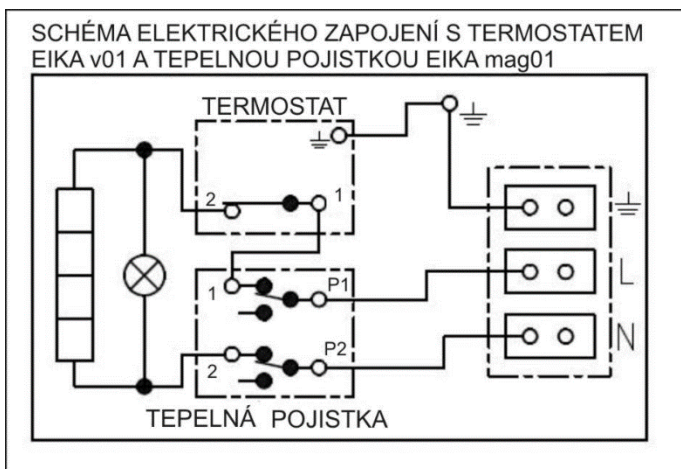 SCHÉMA ELEKTRICKÉHO ZAPOJENÍ S TERMOSTATEM
EIKA v01 A TEPELNOU POJISTKOU EIKA mag01
TERMOSTAT
2
1
1
P1
L
2
P2
N
TEPELNÁ POJISTKA